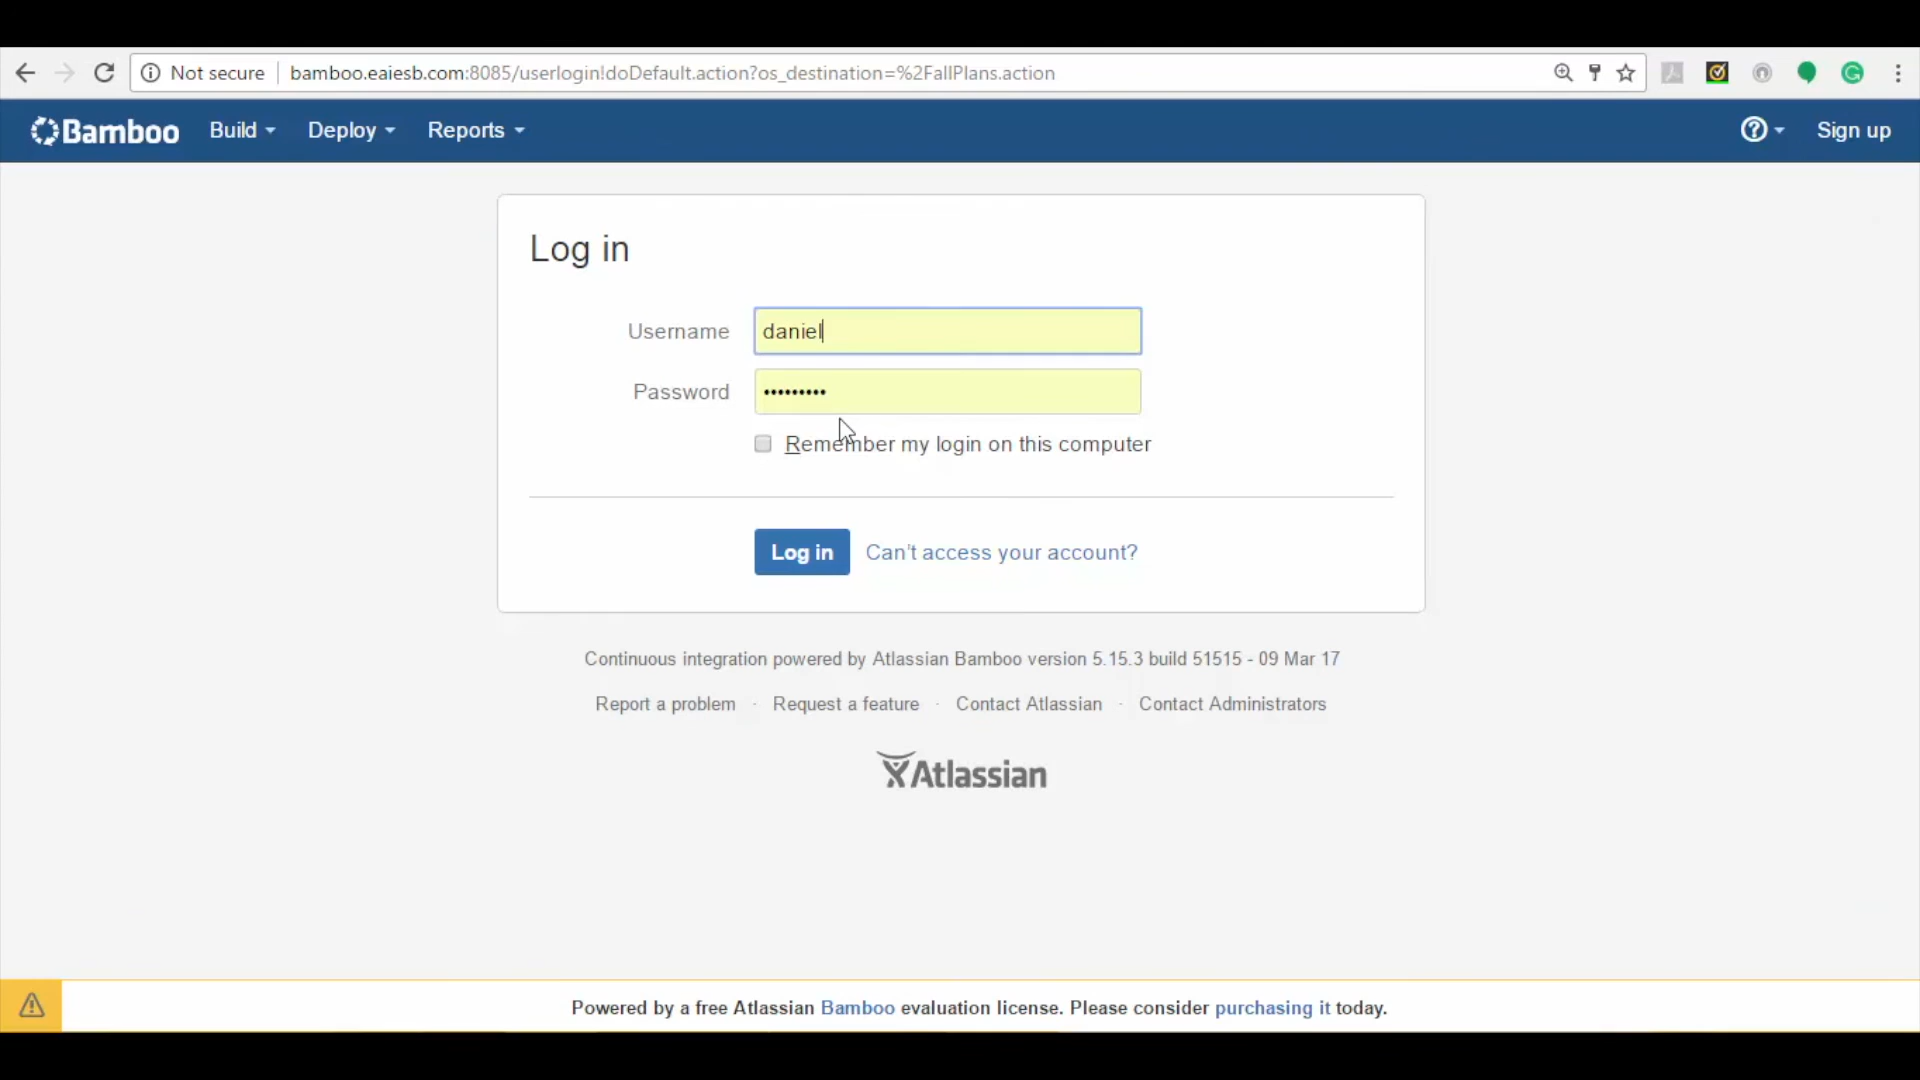 Not secure | bamboo.eaiesb.com:8085/userlogin!doDefault.action?os_destination=%2FallPlans.action
Bamboo Build Deploy Reports ? Sign up
Log in
Username daniel
Password •••••••••
Remember my login on this computer
Log in Can't access your account?
Continuous integration powered by Atlassian Bamboo version 5.15.3 build 51515 - 09 Mar 17
Report a problem · Request a feature · Contact Atlassian · Contact Administrators
Atlassian
Powered by a free Atlassian Bamboo evaluation license. Please consider purchasing it today.